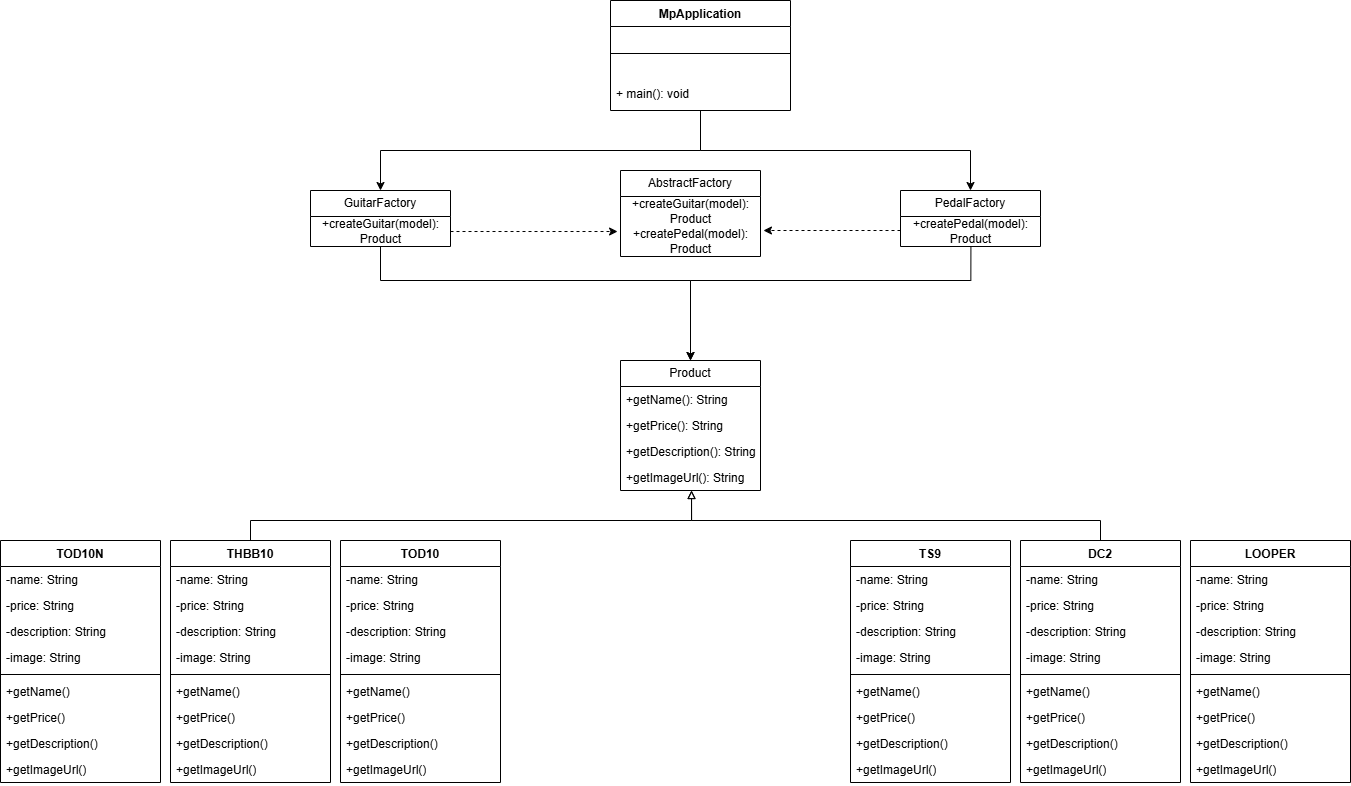 MpApplication
+ main(): void
GuitarFactory
+createGuitar(model):
Product
AbstractFactory
+createGuitar(model):
Product
+createPedal(model):
Product
PedalFactory
+createPedal(model):
Product
Product
+getName(): String
+getPrice(): String
+getDescription(): String
+getImageUrl(): String
TOD10N
-name: String
-price: String
-description: String
-image: String
+getName()
+getPrice()
+getDescription()
+getImageUrl()
THBB10
-name: String
-price: String
-description: String
-image: String
+getName()
+getPrice()
+getDescription()
+getImageUrl()
TOD10
-name: String
-price: String
-description: String
-image: String
+getName()
+getPrice()
+getDescription()
+getImageUrl()
TS9
-name: String
-price: String
-description: String
-image: String
+getName()
+getPrice()
+getDescription()
+getImageUrl()
DC2
-name: String
-price: String
-description: String
-image: String
+getName()
+getPrice()
+getDescription()
+getImageUrl()
LOOPER
-name: String
-price: String
-description: String
-image: String
+getName()
+getPrice()
+getDescription()
+getImageUrl()